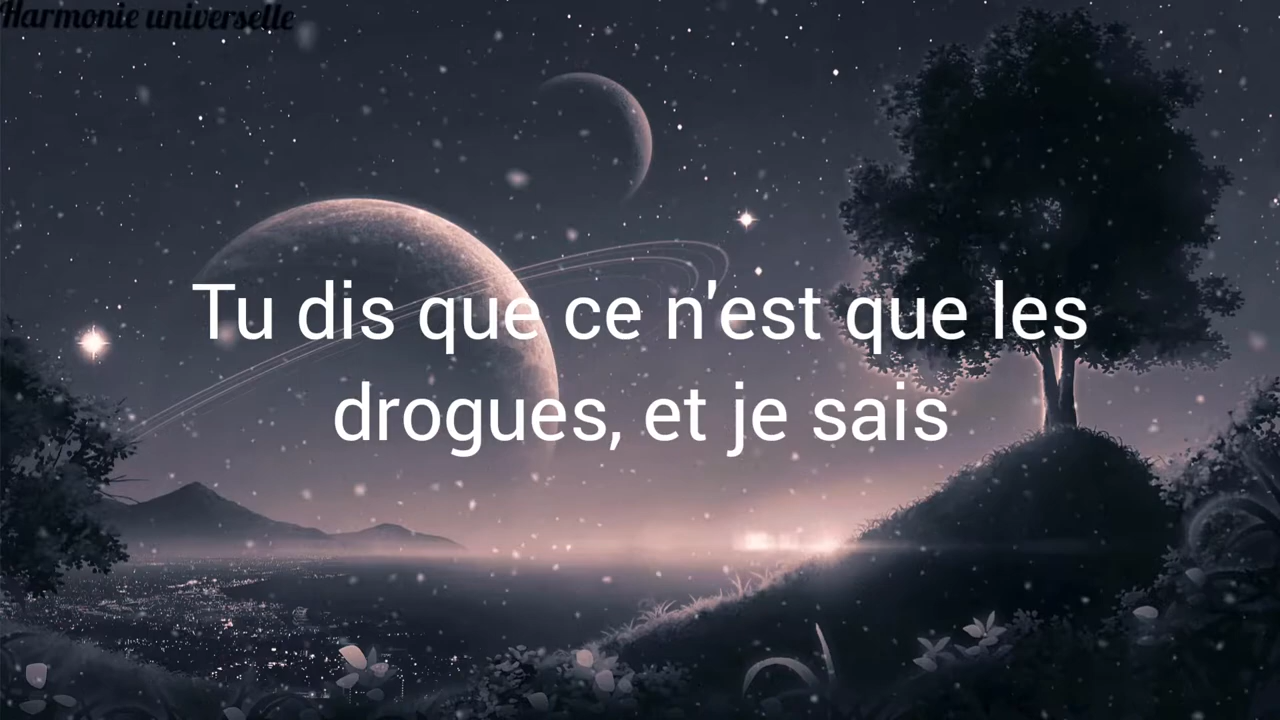 Harmonie universelle
Tu dis que ce n'est que les
drogues, et je sais